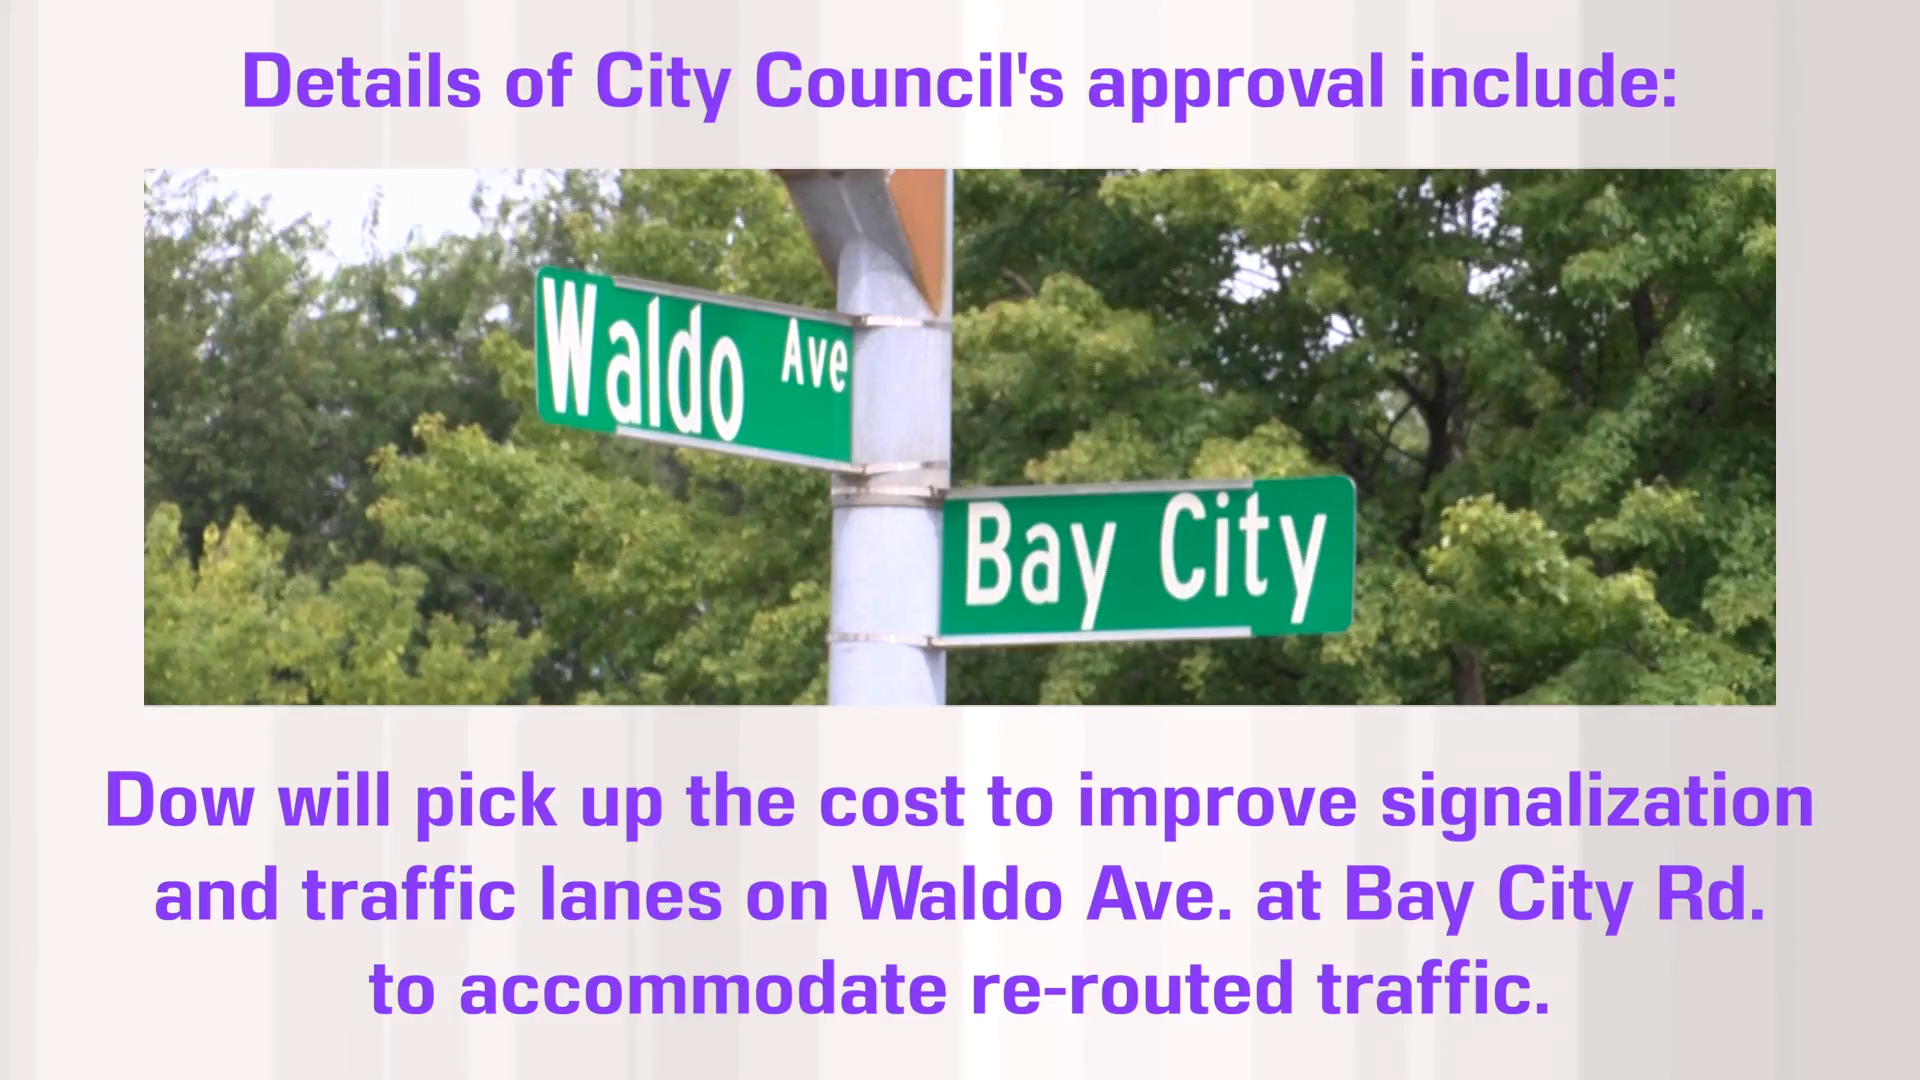 Details of City Council's approval include:
Waldo Ave
Bay City
Dow will pick up the cost to improve signalization
and traffic lanes on Waldo Ave. at Bay City Rd.
to accommodate re-routed traffic.